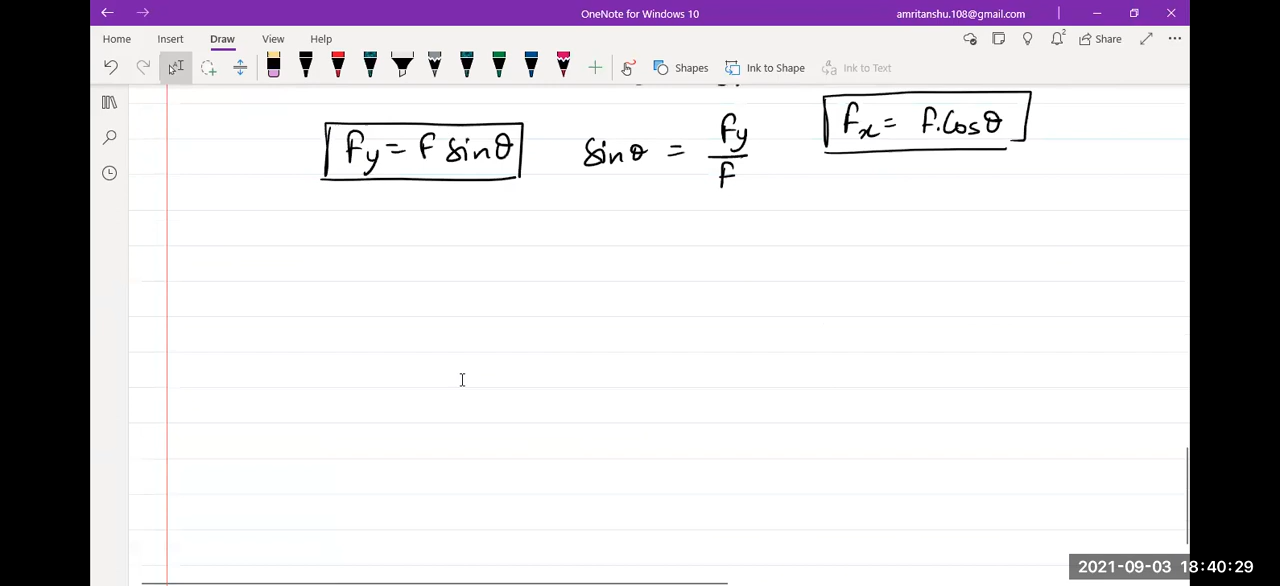 OneNote for Windows 10
amritanshu.108@gmail.com
Home Insert Draw View Help
2
Share
Shapes
Ink to Shape
Ink to Text
fx = f.Cosθ
fy = f sinθ
sinθ = fy/f
2021-09-03 18:40:29